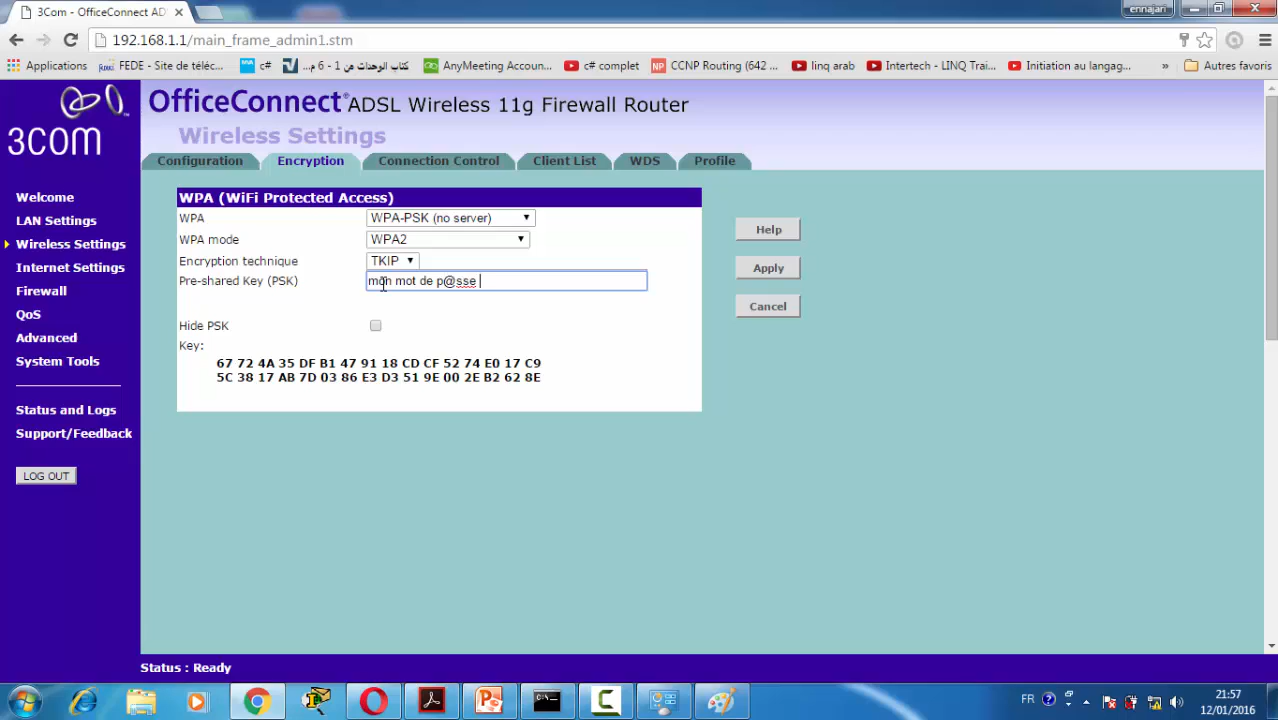 3Com - OfficeConnect AD
ennajari
192.168.1.1/main_frame_admin1.stm
Applications FEDE - Site de téléc... c# كتاب الوحدات عن 1 - 6 م... AnyMeeting Accoun... c# complet CCNP Routing (642 linq arab Intertech - LINQ Trai... Initiation au langag... » Autres favoris
3COM
OfficeConnect® ADSL Wireless 11g Firewall Router
Wireless Settings
Configuration Encryption Connection Control Client List WDS Profile
Welcome
LAN Settings
Wireless Settings
Internet Settings
Firewall
QoS
Advanced
System Tools
Status and Logs
Support/Feedback
LOG OUT
WPA (WiFi Protected Access)
WPA WPA-PSK (no server)
WPA mode WPA2
Encryption technique TKIP
Pre-shared Key (PSK) mon mot de p@sse
Hide PSK
Key:
67 72 4A 35 DF B1 47 91 18 CD CF 52 74 E0 17 C9
5C 38 17 AB 7D 03 86 E3 D3 51 9E 00 2E B2 62 8E
Help
Apply
Cancel
Status : Ready
FR
21:57
12/01/2016